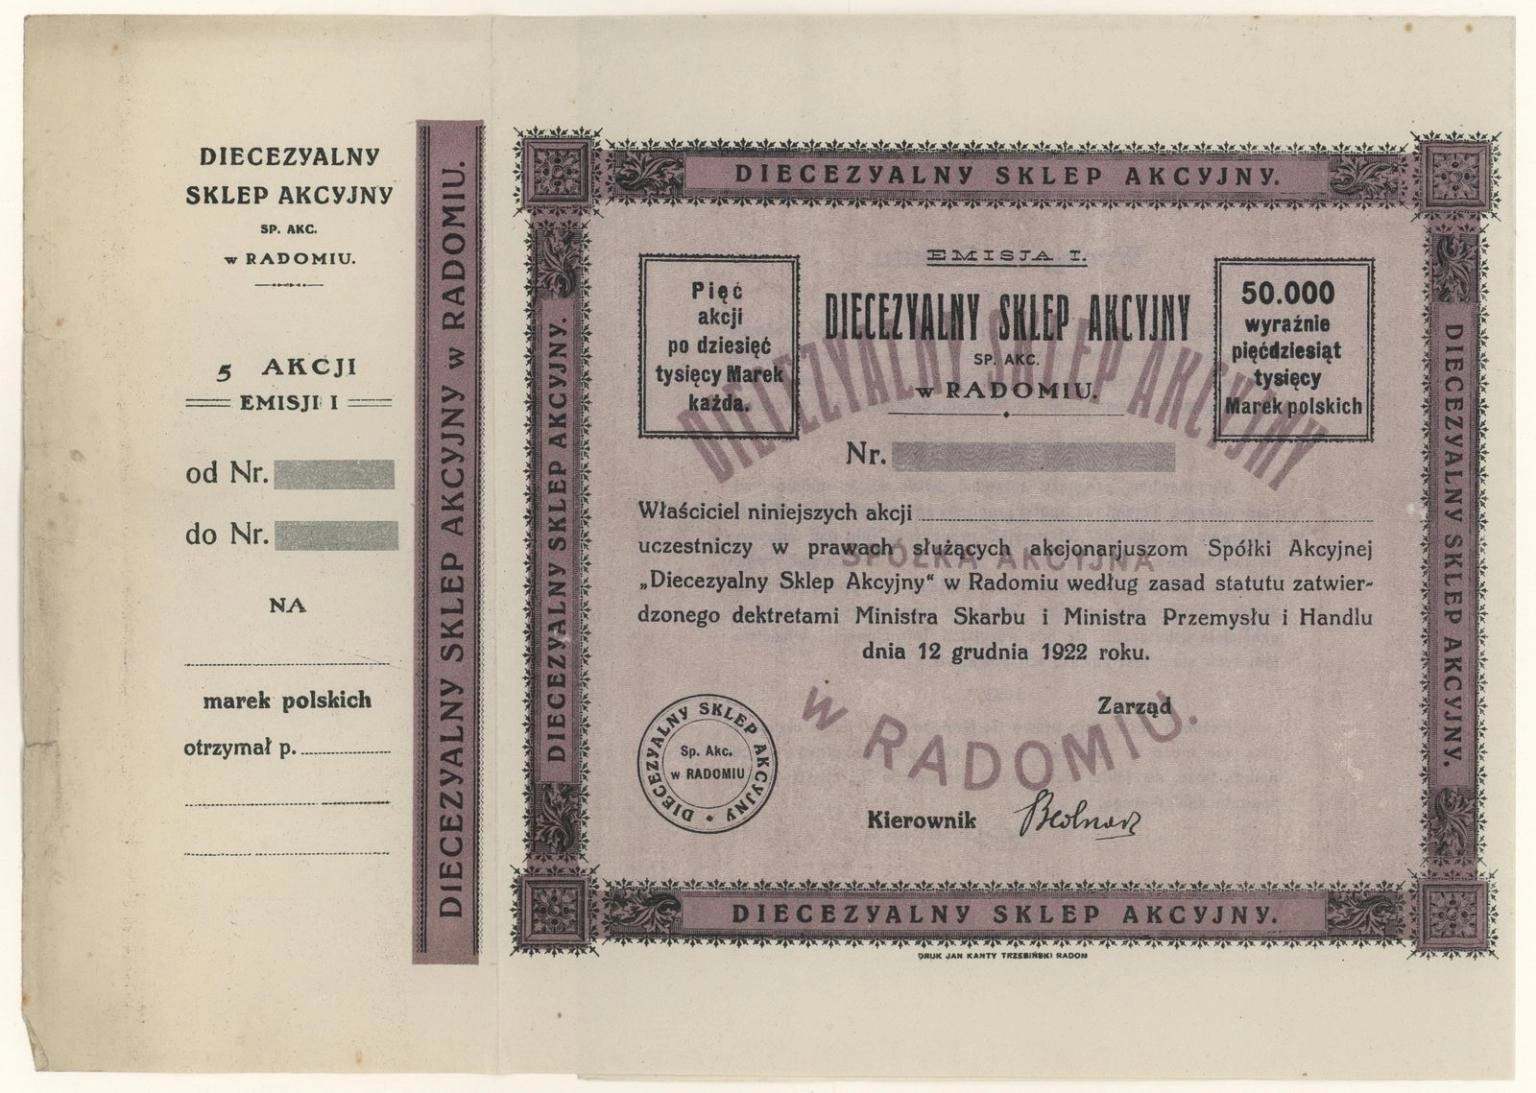 DIECEZYALNY
SKLEP AKCYJNY
SP. AKC.
w RADOMIU.
5 AKCJI
EMISJI I
od Nr.
do Nr.
NA
marek polskich
otrzymał p.
DIECEZYALNY SKLEP AKCYJNY w RADOMIU.
DIECEZYALNY SKLEP AKCYJNY.
DIECEZYALNY SKLEP AKCYJNY.
EMISJA I.
Pięć
akcji
po dziesięć
tysięcy Marek
każda.
DIECEZYALNY SKLEP AKCYJNY
SP. AKC.
w RADOMIU.
50.000
wyraźnie
pięćdziesiąt
tysięcy
Marek polskich
DIECEZYALNY SKLEP AKCYJNY
Nr.
Właściciel niniejszych akcji
uczestniczy w prawach służących akcjonarjuszom Spółki Akcyjnej
SPÓŁKA AKCYJNA
„Diecezyalny Sklep Akcyjny“ w Radomiu według zasad statutu zatwier-
dzonego dektretami Ministra Skarbu i Ministra Przemysłu i Handlu
dnia 12 grudnia 1922 roku.
w RADOMIU.
Zarząd
DIECEZYALNY SKLEP AKCYJNY
Sp. Akc.
w RADOMIU
Kierownik Bednarz
DIECEZYALNY SKLEP AKCYJNY.
DIECEZYALNY SKLEP AKCYJNY.
DRUK JAN KANTY TRZEBIŃSKI RADOM